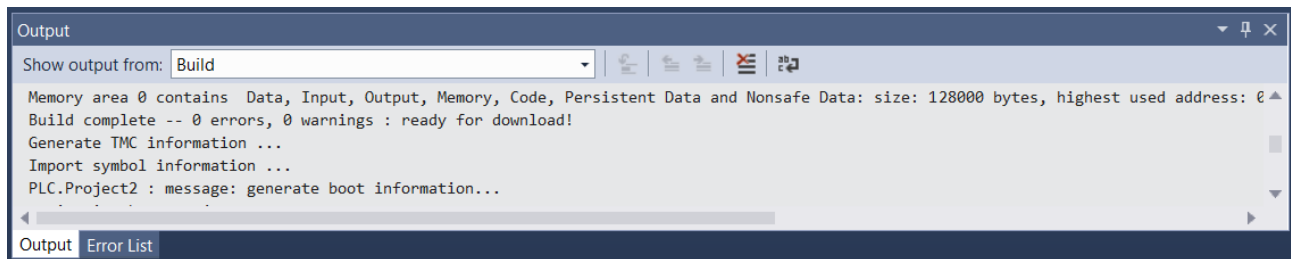 Output
Show output from: Build
Memory area 0 contains  Data, Input, Output, Memory, Code, Persistent Data and Nonsafe Data: size: 128000 bytes, highest used address:
Build complete -- 0 errors, 0 warnings : ready for download!
Generate TMC information ...
Import symbol information ...
PLC.Project2 : message: generate boot information...
Output Error List